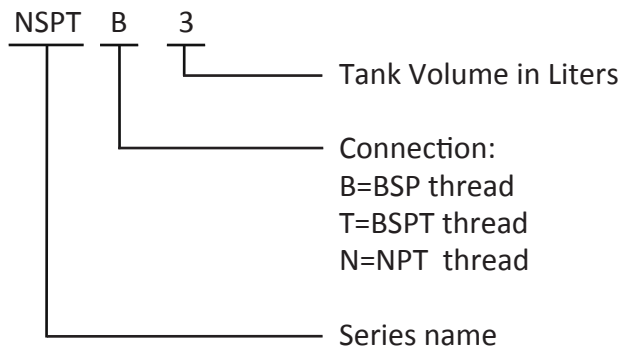 NSPT B 3
Tank Volume in Liters
Connection:
B=BSP thread
T=BSPT thread
N=NPT thread
Series name